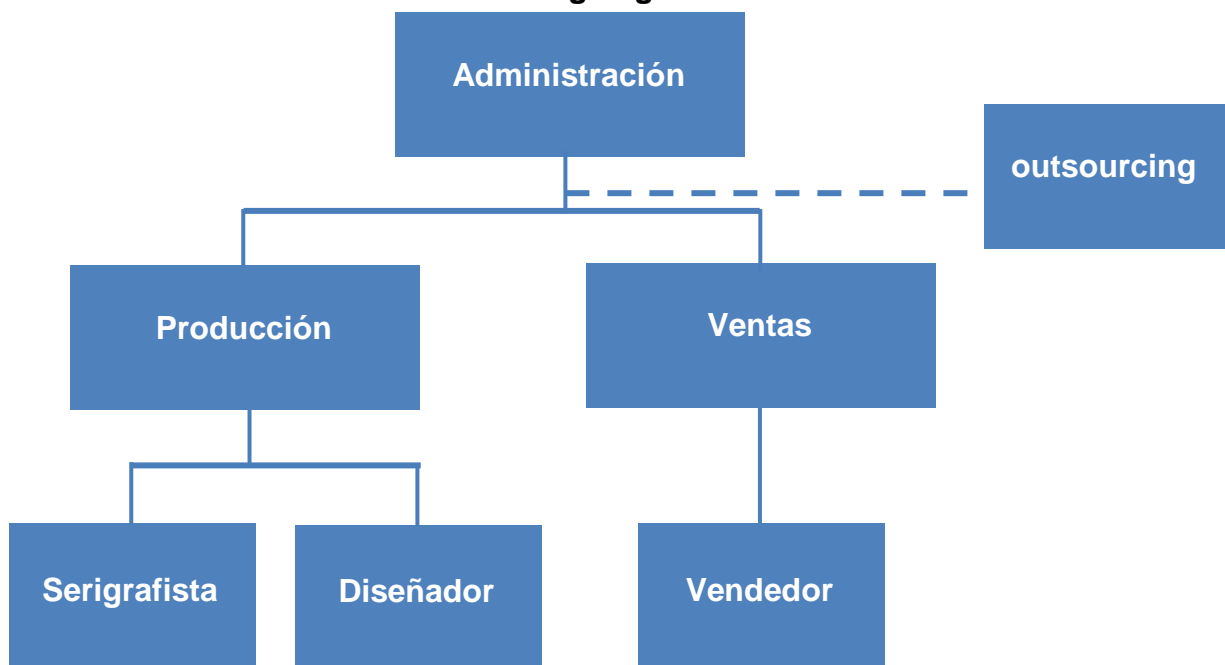 Administración
outsourcing
Producción
Ventas
Serigrafista
Diseñador
Vendedor